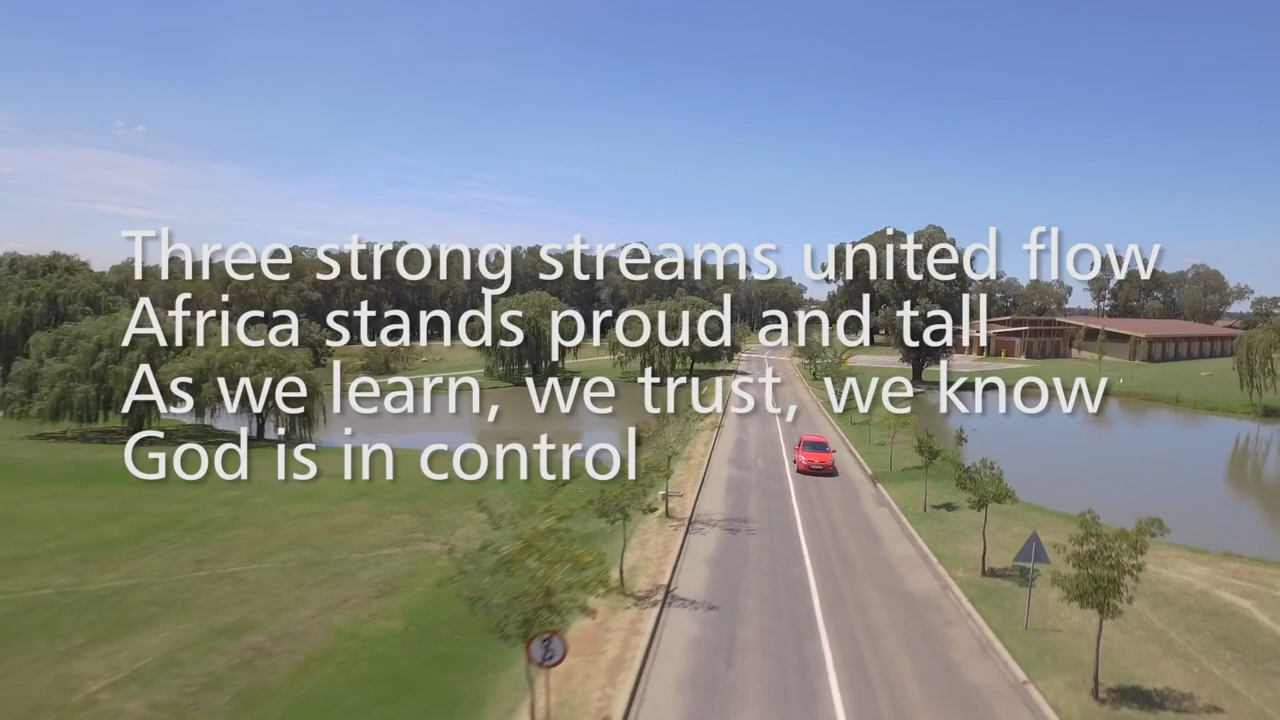 Three strong streams united flow
Africa stands proud and tall
As we learn, we trust, we know
God is in control